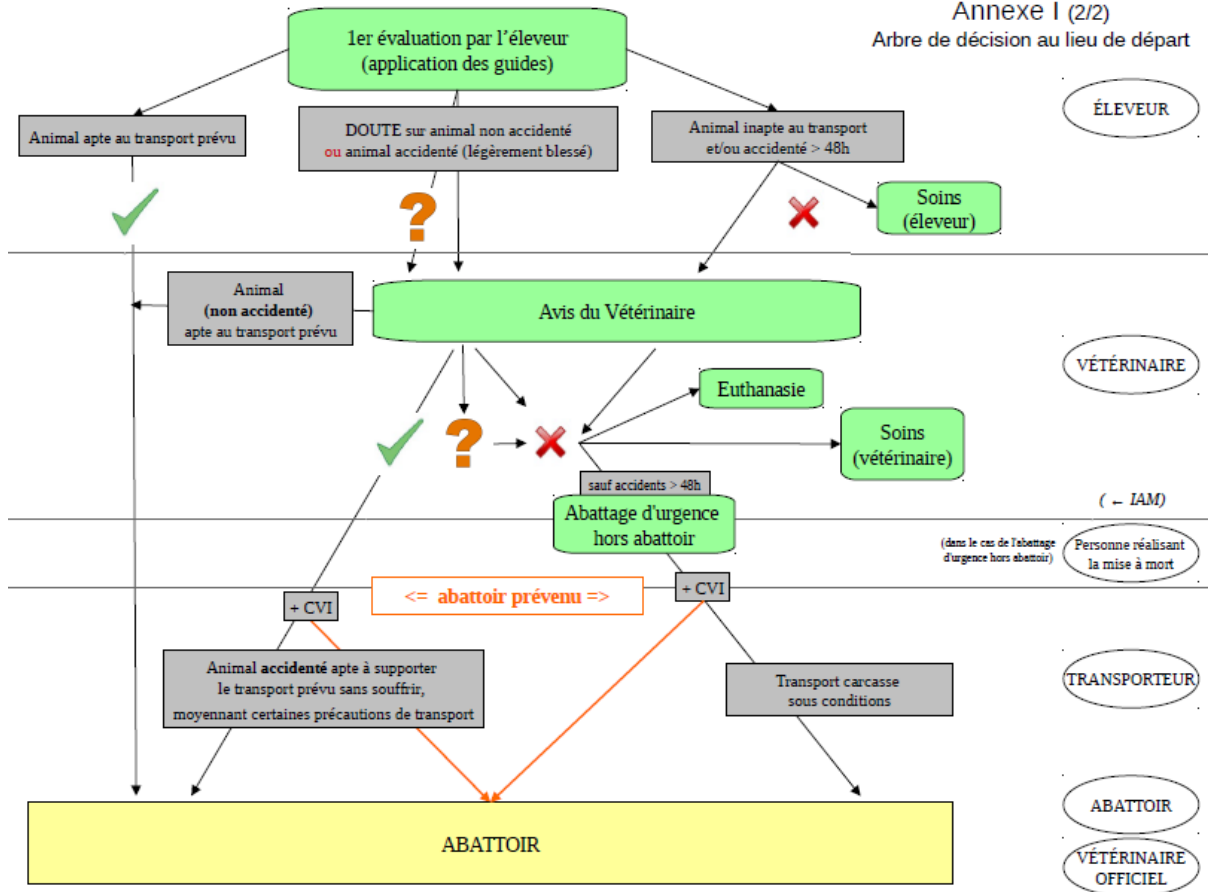 Annexe I (2/2)
Arbre de décision au lieu de départ
1er évaluation par l'éleveur
(application des guides)
ÉLEVEUR
Animal apte au transport prévu
DOUTE sur animal non accidenté
ou animal accidenté (légèrement blessé)
Animal inapte au transport
et/ou accidenté > 48h
?
Soins
(éleveur)
Animal
(non accidenté)
apte au transport prévu
Avis du Vétérinaire
VÉTÉRINAIRE
Euthanasie
?
Soins
(vétérinaire)
sauf accidents > 48h
( ← IAM)
Abattage d'urgence
hors abattoir
(dans le cas de l'abattage
d'urgence hors abattoir)
Personne réalisant
la mise à mort
<= abattoir prévenu =>
+ CVI
+ CVI
Animal accidenté apte à supporter
le transport prévu sans souffrir,
moyennant certaines précautions de transport
Transport carcasse
sous conditions
TRANSPORTEUR
ABATTOIR
ABATTOIR
VÉTÉRINAIRE
OFFICIEL